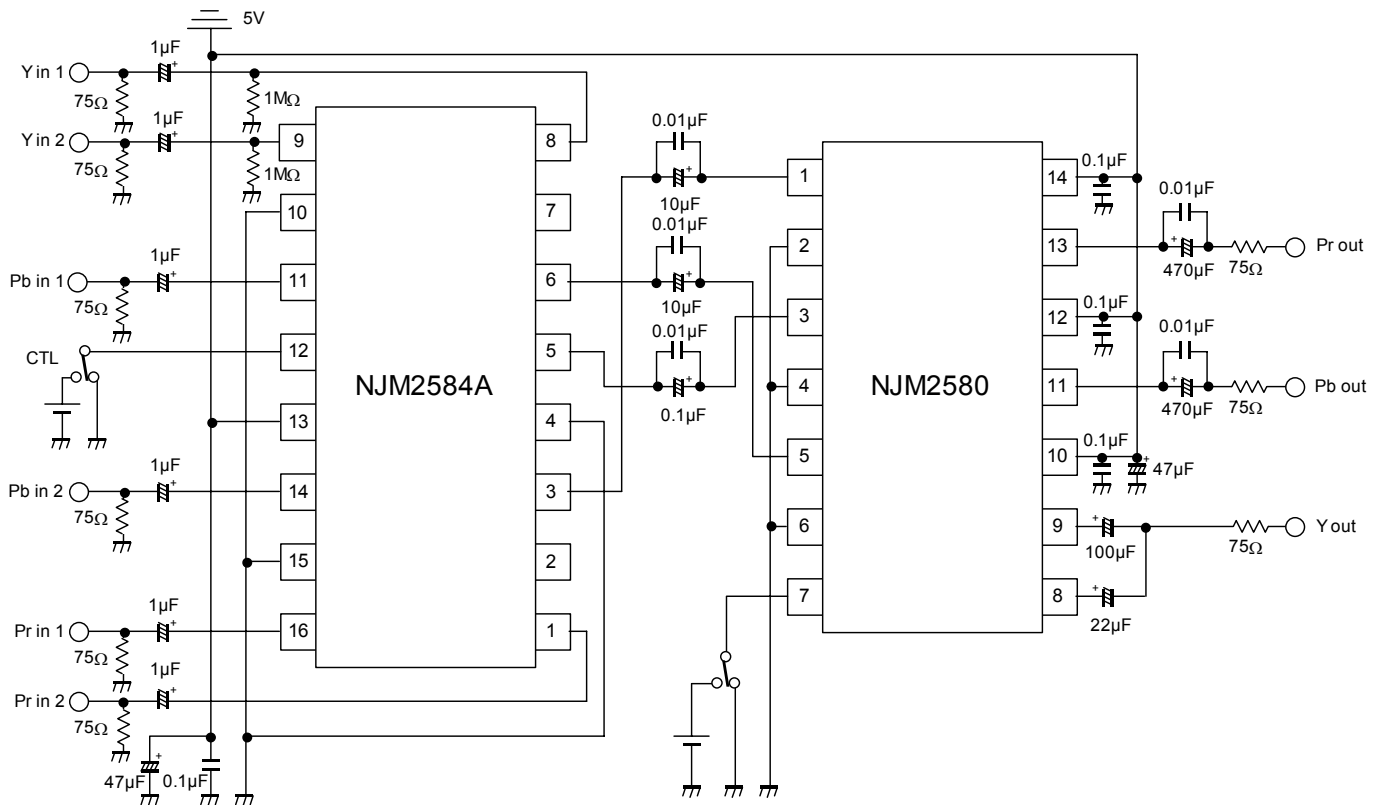 5V
1µF
Y in 1
75Ω
1MΩ
1µF
Y in 2
75Ω
1MΩ
1µF
Pb in 1
75Ω
CTL
1µF
Pb in 2
75Ω
1µF
Pr in 1
75Ω
1µF
Pr in 2
75Ω
47µF
0.1µF
9
10
11
12
13
14
15
16
NJM2584A
8
7
6
5
4
3
2
1
0.01µF
10µF
0.01µF
10µF
0.01µF
0.1µF
1
2
3
4
5
6
7
NJM2580
14
13
12
11
10
9
8
0.1µF
0.01µF
470µF
75Ω
Pr out
0.1µF
0.01µF
470µF
75Ω
Pb out
0.1µF
47µF
100µF
75Ω
Y out
22µF